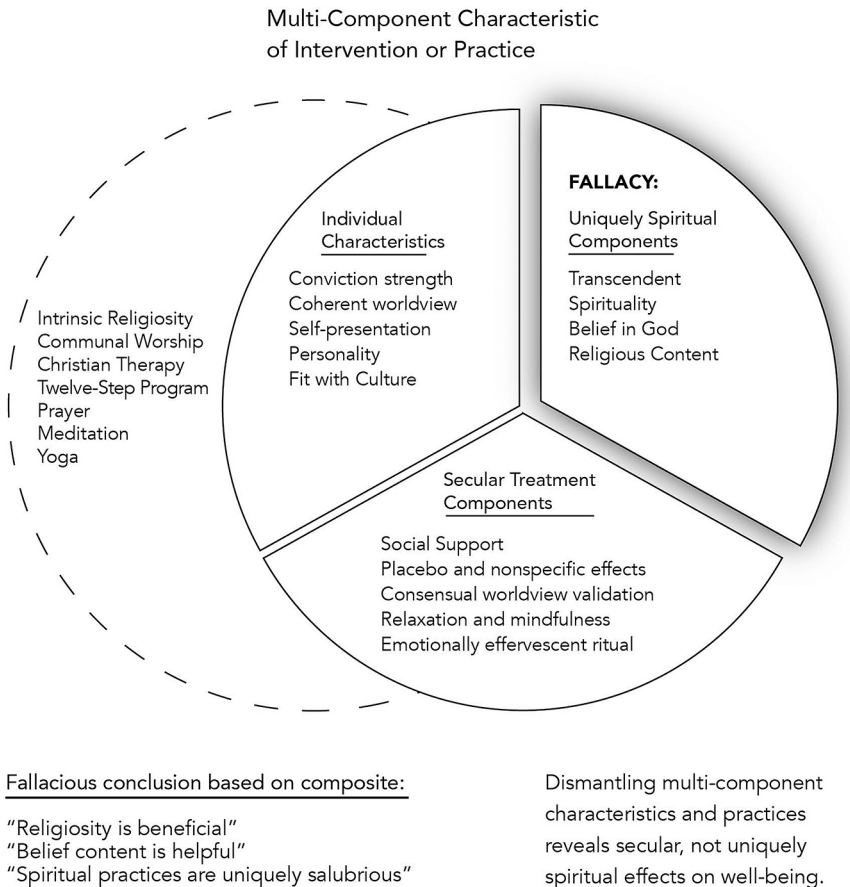 Multi-Component Characteristic
of Intervention or Practice
Intrinsic Religiosity
Communal Worship
Christian Therapy
Twelve-Step Program
Prayer
Meditation
Yoga
Individual
Characteristics
Conviction strength
Coherent worldview
Self-presentation
Personality
Fit with Culture
FALLACY:
Uniquely Spiritual
Components
Transcendent
Spirituality
Belief in God
Religious Content
Secular Treatment
Components
Social Support
Placebo and nonspecific effects
Consensual worldview validation
Relaxation and mindfulness
Emotionally effervescent ritual
Fallacious conclusion based on composite:
“Religiosity is beneficial”
“Belief content is helpful”
“Spiritual practices are uniquely salubrious”
Dismantling multi-component
characteristics and practices
reveals secular, not uniquely
spiritual effects on well-being.